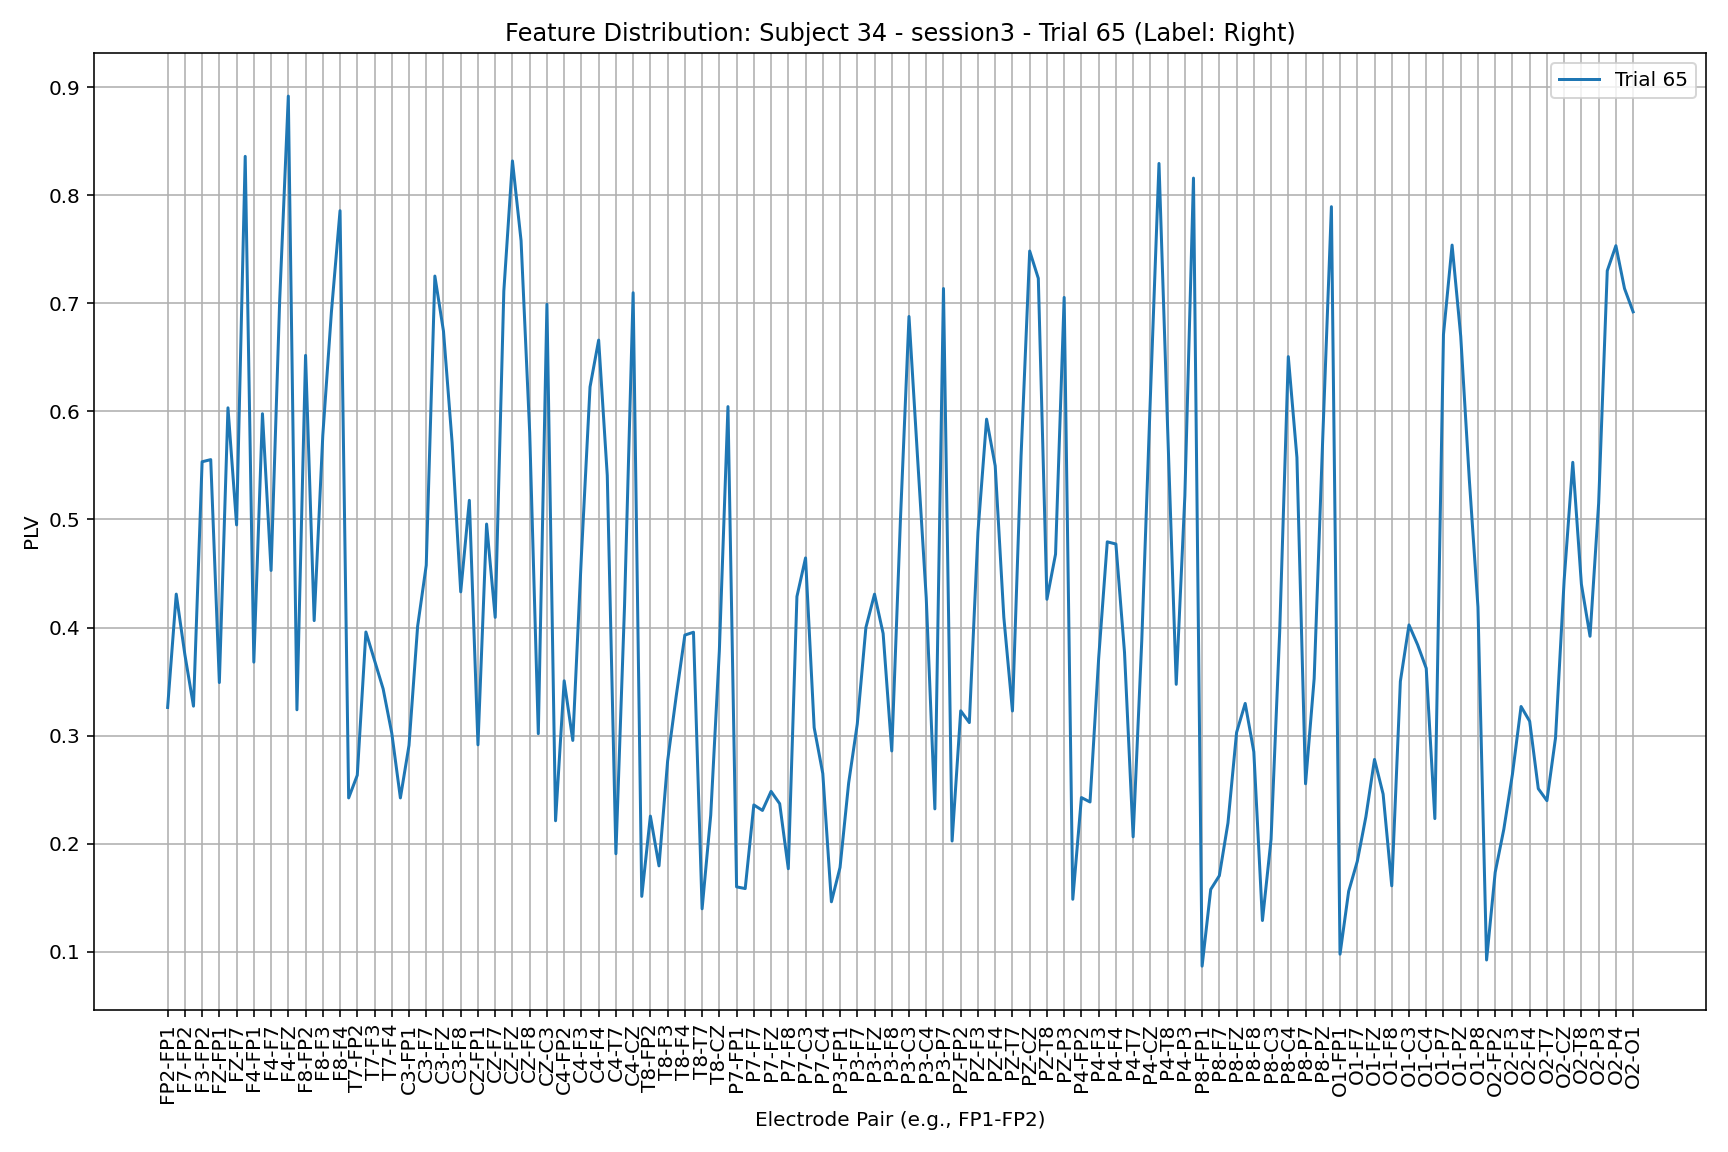 Feature Distribution: Subject 34 - session3 - Trial 65 (Label: Right)
Trial 65
PLV
0.9
0.8
0.7
0.6
0.5
0.4
0.3
0.2
0.1
FP2-FP1
F7-FP2
F3-FP2
FZ-FP1
FZ-F7
F4-FP1
F4-F7
F4-FZ
F8-FP2
F8-F3
F8-F4
T7-FP2
T7-F3
T7-F4
C3-FP1
C3-F7
C3-FZ
C3-F8
CZ-FP1
CZ-F7
CZ-FZ
CZ-F8
CZ-C3
C4-FP2
C4-F3
C4-F4
C4-T7
C4-CZ
T8-FP2
T8-F3
T8-F4
T8-T7
T8-CZ
P7-FP1
P7-F7
P7-FZ
P7-F8
P7-C3
P7-C4
P3-FP1
P3-F7
P3-FZ
P3-F8
P3-C3
P3-C4
P3-P7
PZ-FP2
PZ-F3
PZ-F4
PZ-T7
PZ-CZ
PZ-T8
PZ-P3
P4-FP2
P4-F3
P4-F4
P4-T7
P4-CZ
P4-T8
P4-P3
P8-FP1
P8-F7
P8-FZ
P8-F8
P8-C3
P8-C4
P8-P7
P8-PZ
O1-FP1
O1-F7
O1-FZ
O1-F8
O1-C3
O1-C4
O1-P7
O1-PZ
O1-P8
O2-FP2
O2-F3
O2-F4
O2-T7
O2-CZ
O2-T8
O2-P3
O2-P4
O2-O1
Electrode Pair (e.g., FP1-FP2)